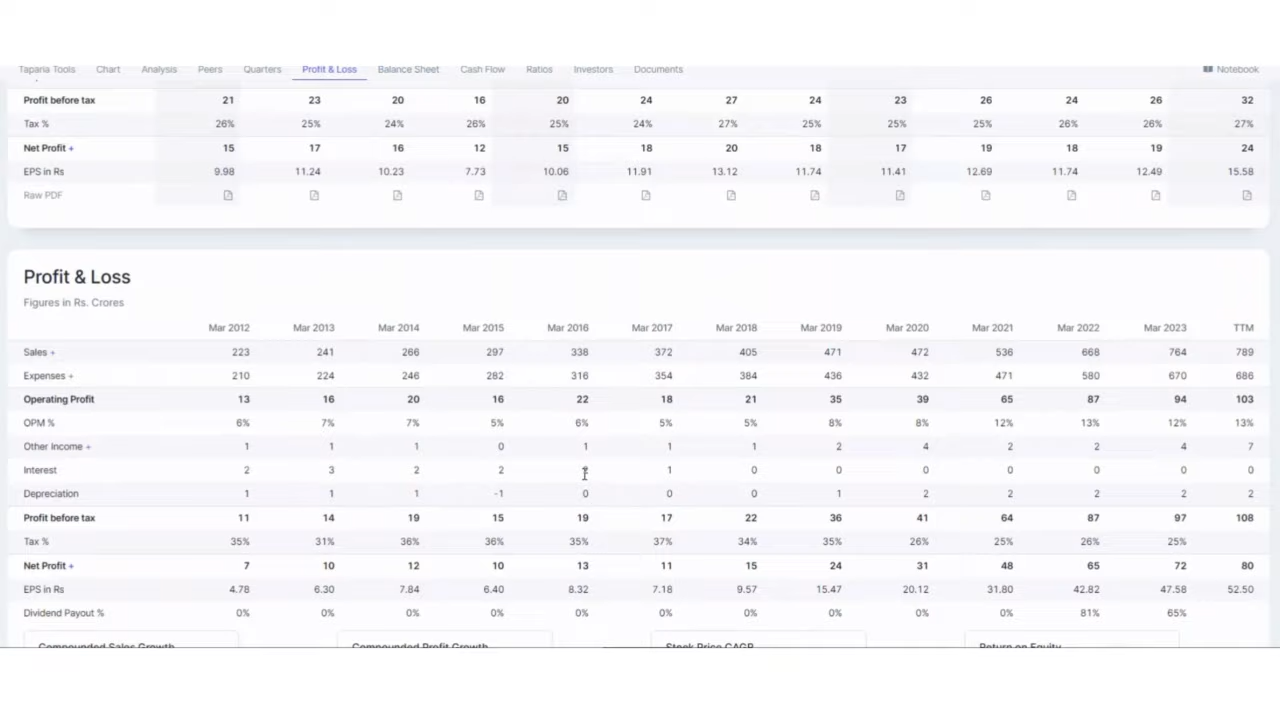 Taparia Tools Chart Analysis Peers Quarters Profit & Loss Balance Sheet Cash Flow Ratios Investors Documents Notebook
Profit before tax 21 23 20 16 20 24 27 24 23 26 24 26 32
Tax % 26% 25% 24% 26% 25% 24% 27% 25% 25% 25% 26% 26% 27%
Net Profit + 15 17 16 12 15 18 20 18 17 19 18 19 24
EPS in Rs 9.98 11.24 10.23 7.73 10.06 11.91 13.12 11.74 11.41 12.69 11.74 12.49 15.58
Raw PDF
Profit & Loss
Figures in Rs. Crores
Mar 2012 Mar 2013 Mar 2014 Mar 2015 Mar 2016 Mar 2017 Mar 2018 Mar 2019 Mar 2020 Mar 2021 Mar 2022 Mar 2023 TTM
Sales + 223 241 266 297 338 372 405 471 472 536 668 764 789
Expenses + 210 224 246 282 316 354 384 436 432 471 580 670 686
Operating Profit 13 16 20 16 22 18 21 35 39 65 87 94 103
OPM % 6% 7% 7% 5% 6% 5% 5% 8% 8% 12% 13% 12% 13%
Other Income + 1 1 1 0 1 1 1 2 4 2 2 4 7
Interest 2 3 2 2 1 0 0 0 0 0 0 0
Depreciation 1 1 1 -1 0 0 0 1 2 2 2 2 2
Profit before tax 11 14 19 15 19 17 22 36 41 64 87 97 108
Tax % 35% 31% 36% 36% 35% 37% 34% 35% 26% 25% 26% 25%
Net Profit + 7 10 12 10 13 11 15 24 31 48 65 72 80
EPS in Rs 4.78 6.30 7.84 6.40 8.32 7.18 9.57 15.47 20.12 31.80 42.82 47.58 52.50
Dividend Payout % 0% 0% 0% 0% 0% 0% 0% 0% 0% 0% 81% 65%
Compounded Sales Growth Compounded Profit Growth Stock Price CAGR Return on Equity